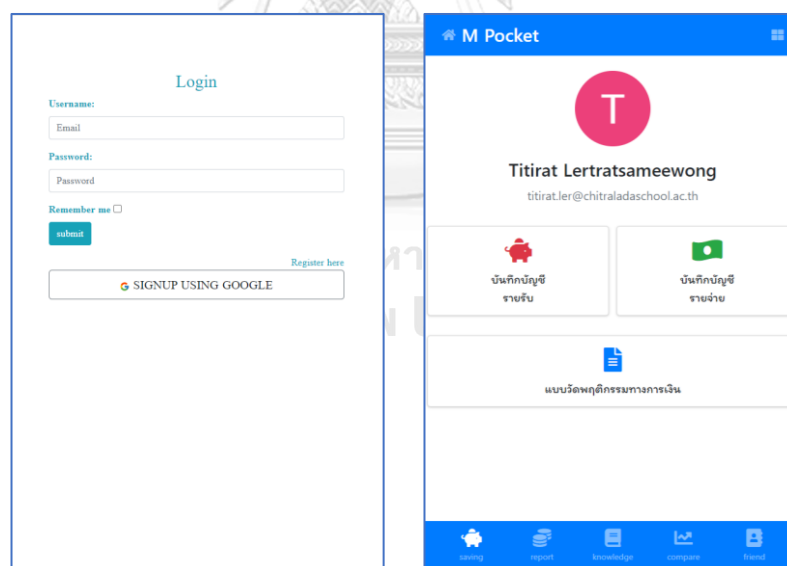 Login
Username:
Email
Password:
Password
Remember me
submit
Register here
SIGNUP USING GOOGLE
M Pocket
T
Titirat Lertratsameewong
titirat.ler@chitraladaschool.ac.th
บันทึกบัญชี
รายรับ
บันทึกบัญชี
รายจ่าย
แบบวัดพฤติกรรมทางการเงิน
saving report knowledge compare friend